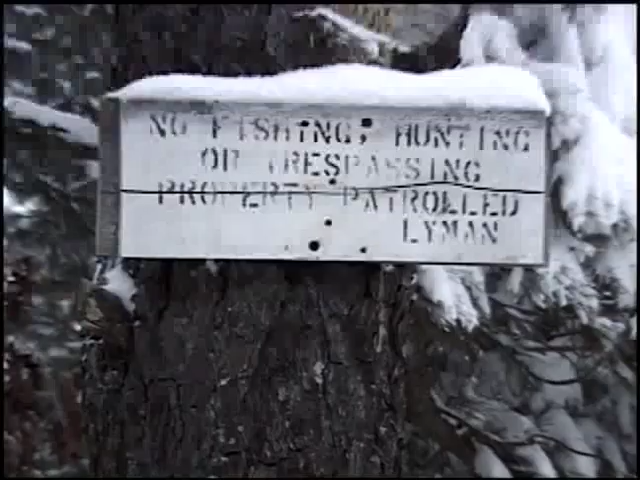 NO FISHING, HUNTING
OR TRESPASSING
PROPERTY PATROLLED
LYMAN